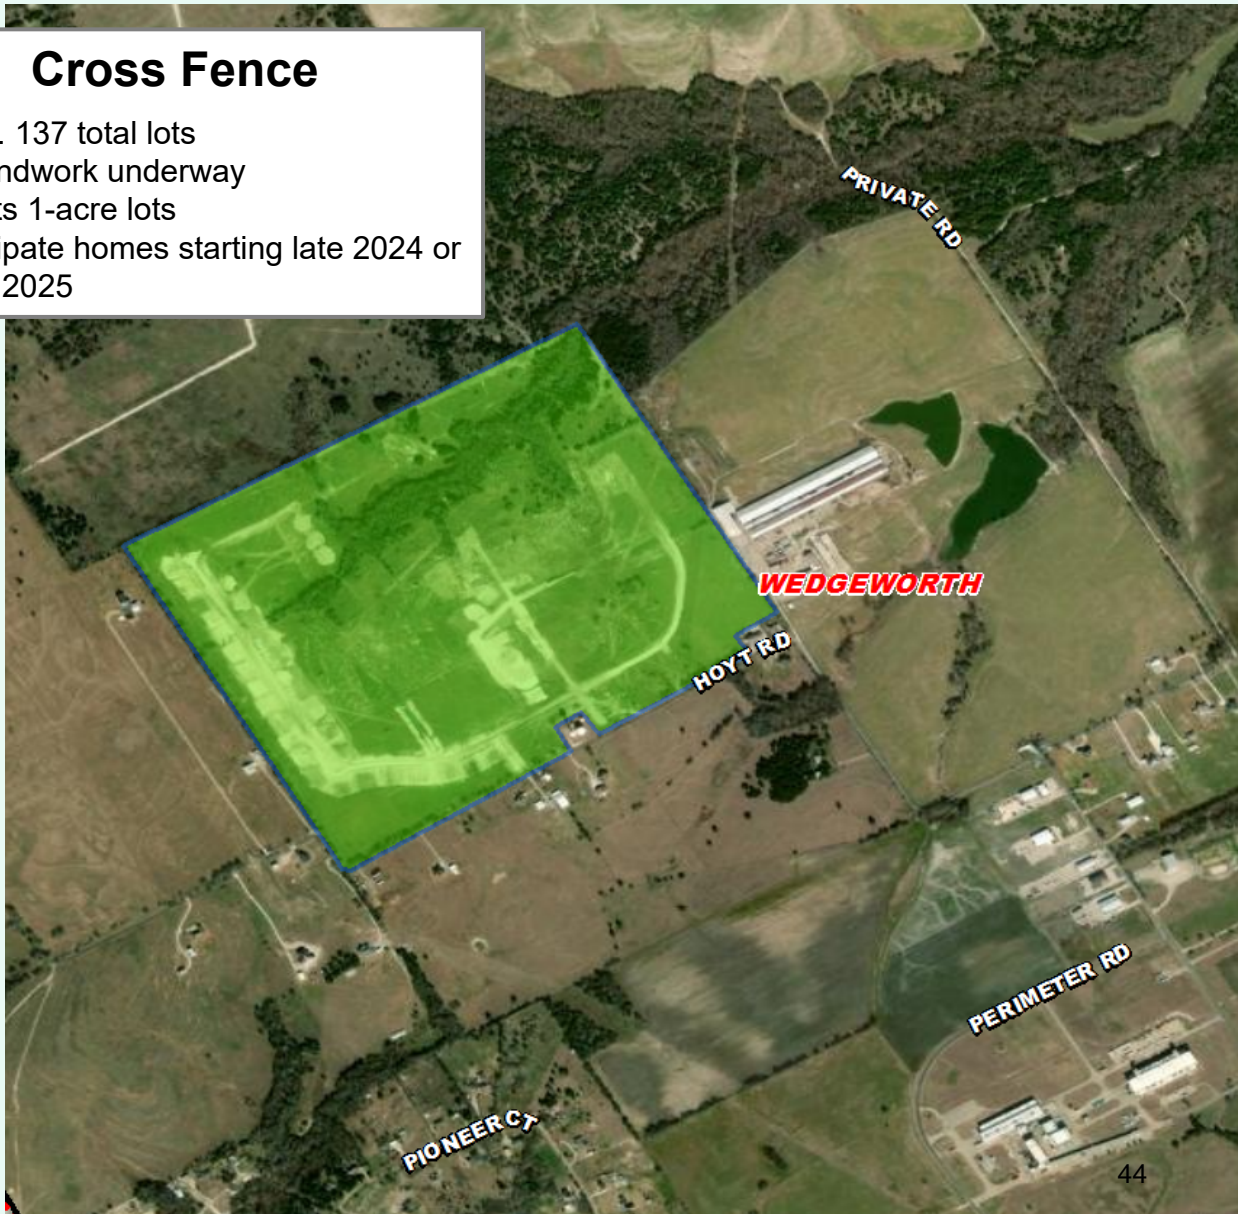 Cross Fence
. 137 total lots
ndwork underway
ts 1-acre lots
ipate homes starting late 2024 or
2025
PRIVATE RD
WEDGEWORTH
HOYT RD
PERIMETER RD
PIONEER CT
44